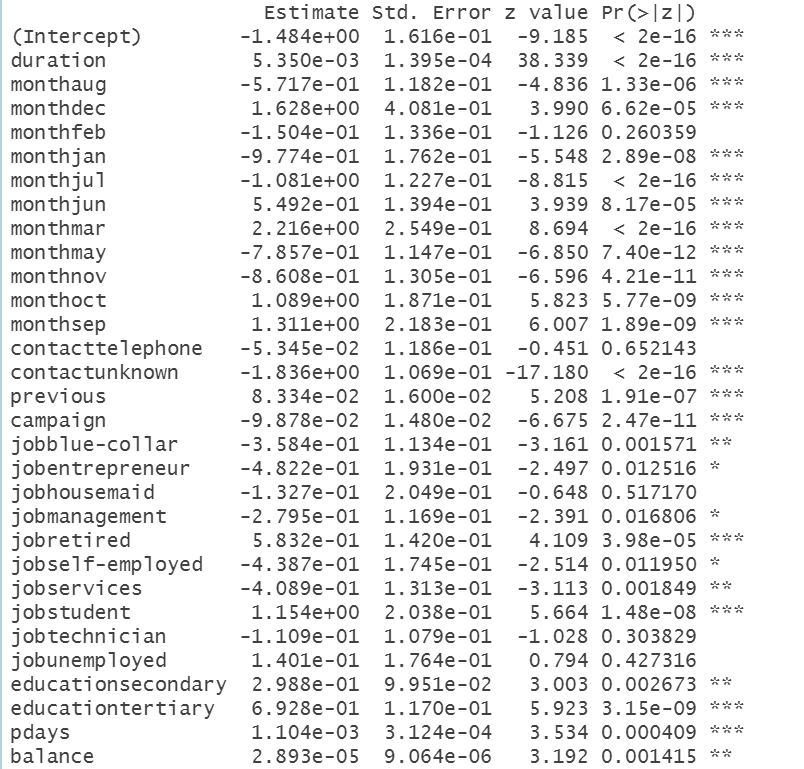 Estimate Std. Error z value Pr(>|z|)
(Intercept) -1.484e+00 1.616e-01 -9.185 < 2e-16 ***
duration 5.350e-03 1.395e-04 38.339 < 2e-16 ***
monthaug -5.717e-01 1.182e-01 -4.836 1.33e-06 ***
monthdec 1.628e+00 4.081e-01 3.990 6.62e-05 ***
monthfeb -1.504e-01 1.336e-01 -1.126 0.260359
monthjan -9.774e-01 1.762e-01 -5.548 2.89e-08 ***
monthjul -1.081e+00 1.227e-01 -8.815 < 2e-16 ***
monthjun 5.492e-01 1.394e-01 3.939 8.17e-05 ***
monthmar 2.216e+00 2.549e-01 8.694 < 2e-16 ***
monthmay -7.857e-01 1.147e-01 -6.850 7.40e-12 ***
monthnov -8.608e-01 1.305e-01 -6.596 4.21e-11 ***
monthoct 1.089e+00 1.871e-01 5.823 5.77e-09 ***
monthsep 1.311e+00 2.183e-01 6.007 1.89e-09 ***
contacttelephone -5.345e-02 1.186e-01 -0.451 0.652143
contactunknown -1.836e+00 1.069e-01 -17.180 < 2e-16 ***
previous 8.334e-02 1.600e-02 5.208 1.91e-07 ***
campaign -9.878e-02 1.480e-02 -6.675 2.47e-11 ***
jobblue-collar -3.584e-01 1.134e-01 -3.161 0.001571 **
jobentrepreneur -4.822e-01 1.931e-01 -2.497 0.012516 *
jobhousemaid -1.327e-01 2.049e-01 -0.648 0.517170
jobmanagement -2.795e-01 1.169e-01 -2.391 0.016806 *
jobretired 5.832e-01 1.420e-01 4.109 3.98e-05 ***
jobself-employed -4.387e-01 1.745e-01 -2.514 0.011950 *
jobservices -4.089e-01 1.313e-01 -3.113 0.001849 **
jobstudent 1.154e+00 2.038e-01 5.664 1.48e-08 ***
jobtechnician -1.109e-01 1.079e-01 -1.028 0.303829
jobunemployed 1.401e-01 1.764e-01 0.794 0.427316
educationsecondary 2.988e-01 9.951e-02 3.003 0.002673 **
educationtertiary 6.928e-01 1.170e-01 5.923 3.15e-09 ***
pdays 1.104e-03 3.124e-04 3.534 0.000409 ***
balance 2.893e-05 9.064e-06 3.192 0.001415 **